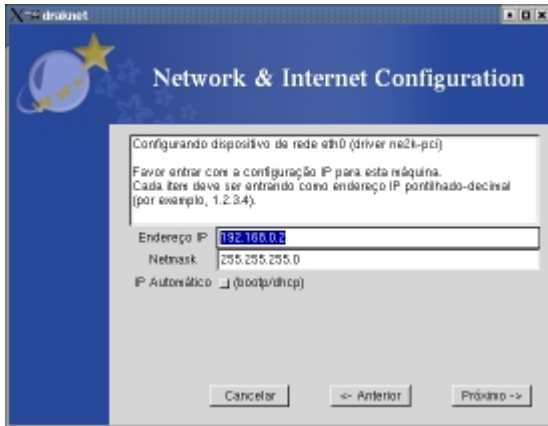 draknet
Network & Internet Configuration
Configurando dispositivo de rede eth0 (driver ne2k-pci)
Favor entrar com a configuração IP para esta máquina.
Cada item deve ser entrando como endereço IP pontilhado-decimal
(por exemplo, 1.2.3.4).
Endereço IP 192.168.0.2
Netmask 255.255.255.0
IP Automático (bootp/dhcp)
Cancelar <- Anterior Próximo ->